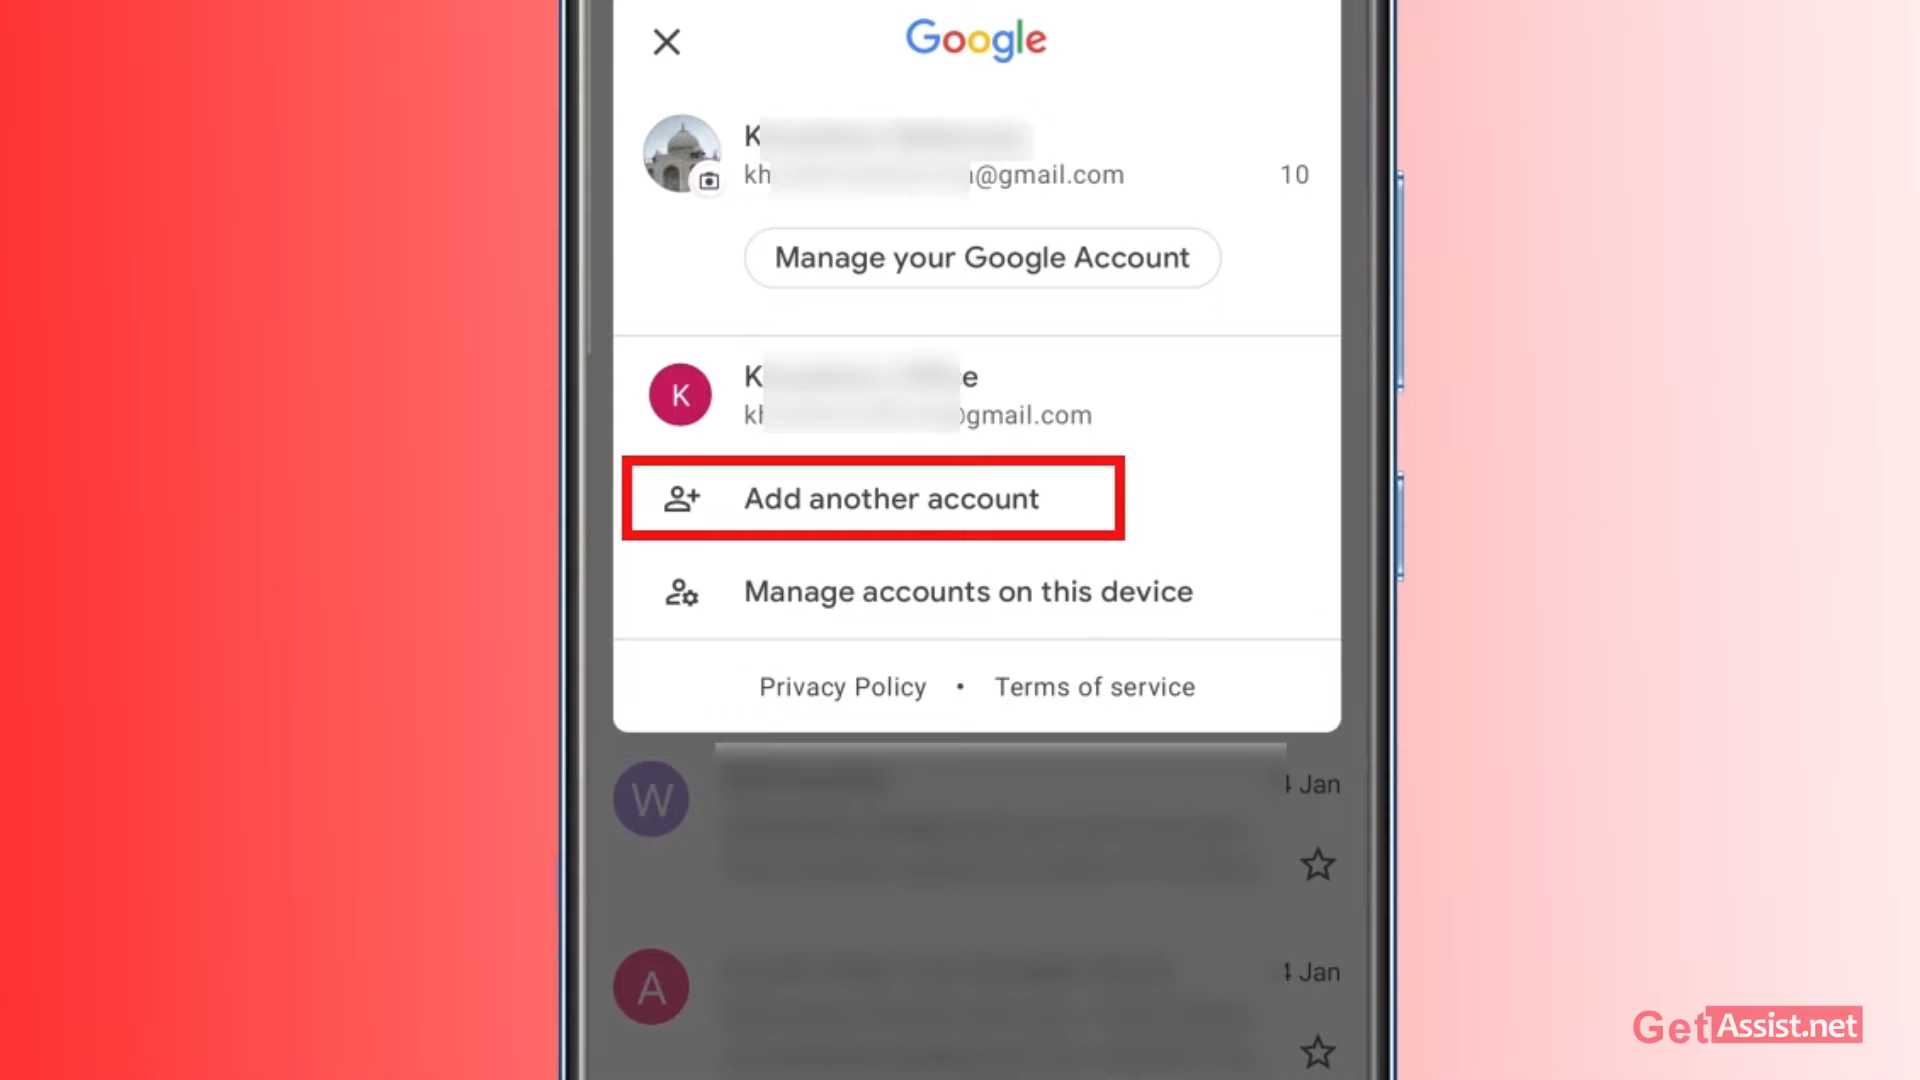 Google
K
kh @gmail.com
10
Manage your Google Account
K
K e
kh gmail.com
Add another account
Manage accounts on this device
Privacy Policy • Terms of service
W
Jan
A
Jan
GetAssist.net